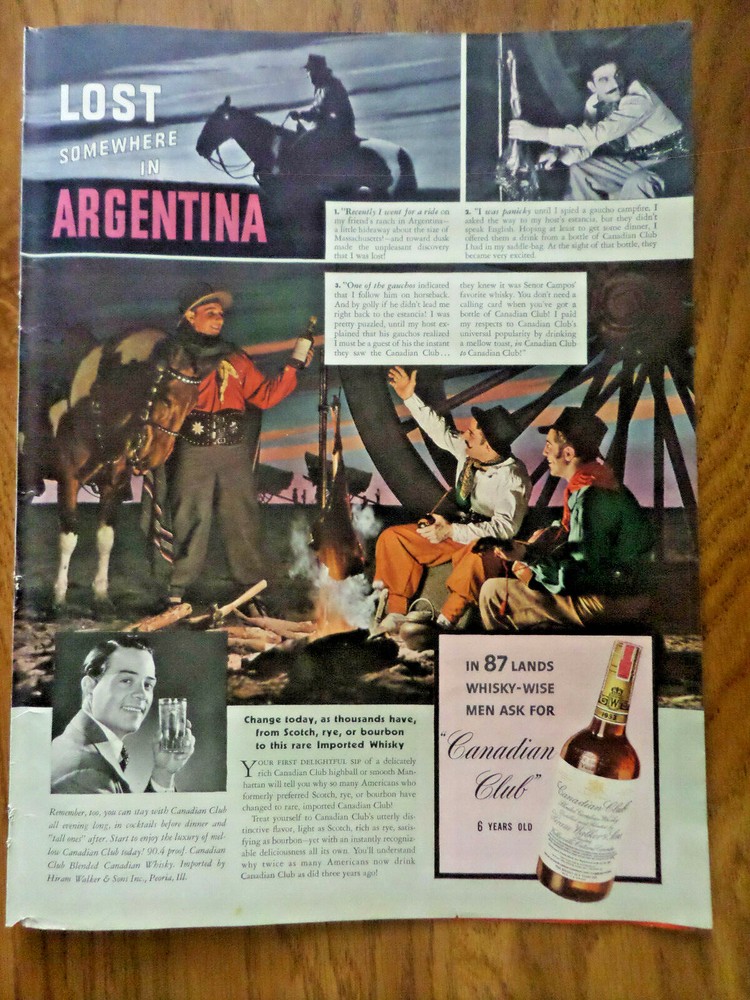 LOST
SOMEWHERE
IN
ARGENTINA
1. "Recently I went for a ride on
my friend's ranch in Argentina—
a little hideaway about the size of
Massachusetts!—and toward dusk
made the unpleasant discovery
that I was lost!
2. "I was panicky until I spied a gaucho campfire. I
asked the way to my host's estancia, but they didn't
speak English. Hoping at least to get some dinner, I
offered them a drink from a bottle of Canadian Club
I had in my saddle-bag. At the sight of that bottle, they
became very excited.
3. "One of the gauchos indicated
that I follow him on horseback.
And by golly if he didn't lead me
right back to the estancia! I was
pretty puzzled, until my host ex-
plained that his gauchos realized
I must be a guest of his the instant
they saw the Canadian Club...
they knew it was Senor Campos'
favorite whisky. You don't need a
calling card when you've got a
bottle of Canadian Club! I paid
my respects to Canadian Club's
universal popularity by drinking
a mellow toast, in Canadian Club
to Canadian Club!"
Change today, as thousands have,
from Scotch, rye, or bourbon
to this rare Imported Whisky
YOUR FIRST DELIGHTFUL SIP of a delicately
rich Canadian Club highball or smooth Man-
hattan will tell you why so many Americans who
formerly preferred Scotch, rye, or bourbon have
changed to rare, imported Canadian Club!
Treat yourself to Canadian Club's utterly dis-
tinctive flavor, light as Scotch, rich as rye, satis-
fying as bourbon—yet with an instantly recogniz-
able deliciousness all its own. You'll understand
why twice as many Americans now drink
Canadian Club as did three years ago!
Remember, too, you can stay with Canadian Club
all evening long, in cocktails before dinner and
"tall ones" after. Start to enjoy the luxury of mel-
low Canadian Club today! 90.4 proof. Canadian
Club Blended Canadian Whisky. Imported by
Hiram Walker & Sons Inc., Peoria, Ill.
IN 87 LANDS
WHISKY-WISE
MEN ASK FOR
"Canadian
Club"
6 YEARS OLD
Canadian Club